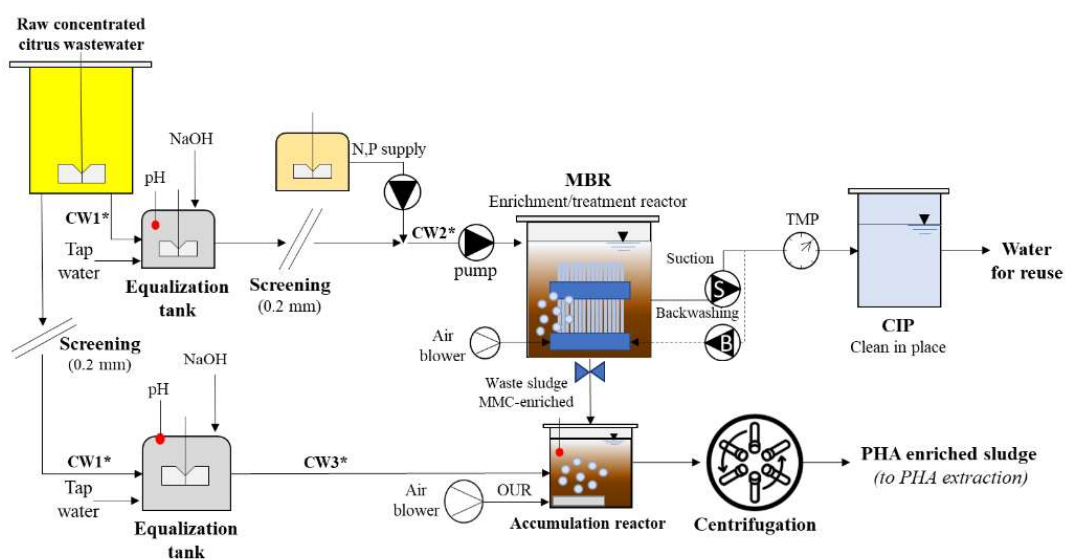 Raw concentrated
citrus wastewater
NaOH
pH
CW1*
Tap
water
Equalization
tank
N,P supply
Screening
(0.2 mm)
CW2*
pump
MBR
Enrichment/treatment reactor
Air
blower
Suction
S
Backwashing
B
TMP
CIP
Clean in place
Water
for reuse
Screening
(0.2 mm)
NaOH
pH
CW1*
Tap
water
Equalization
tank
CW3*
Waste sludge
MMC-enriched
Air
blower
OUR
Accumulation reactor
Centrifugation
PHA enriched sludge
(to PHA extraction)